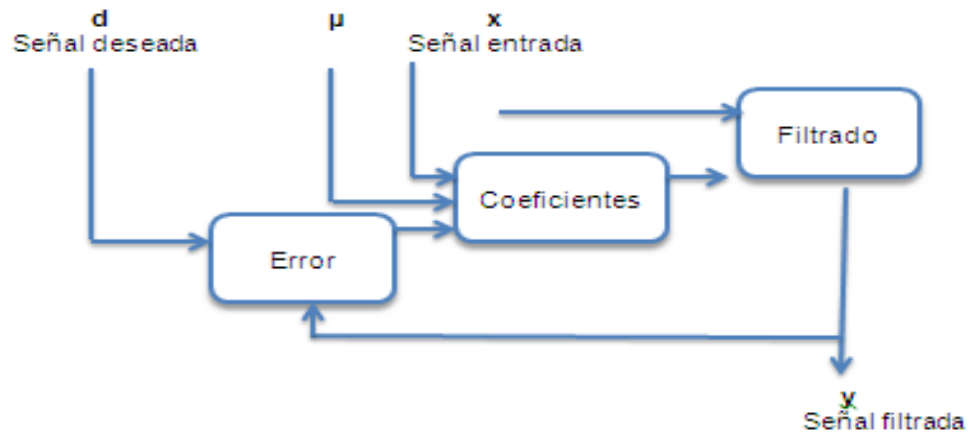 d
Señal deseada
μ
x
Señal entrada
Filtrado
Coeficientes
Error
y
Señal filtrada